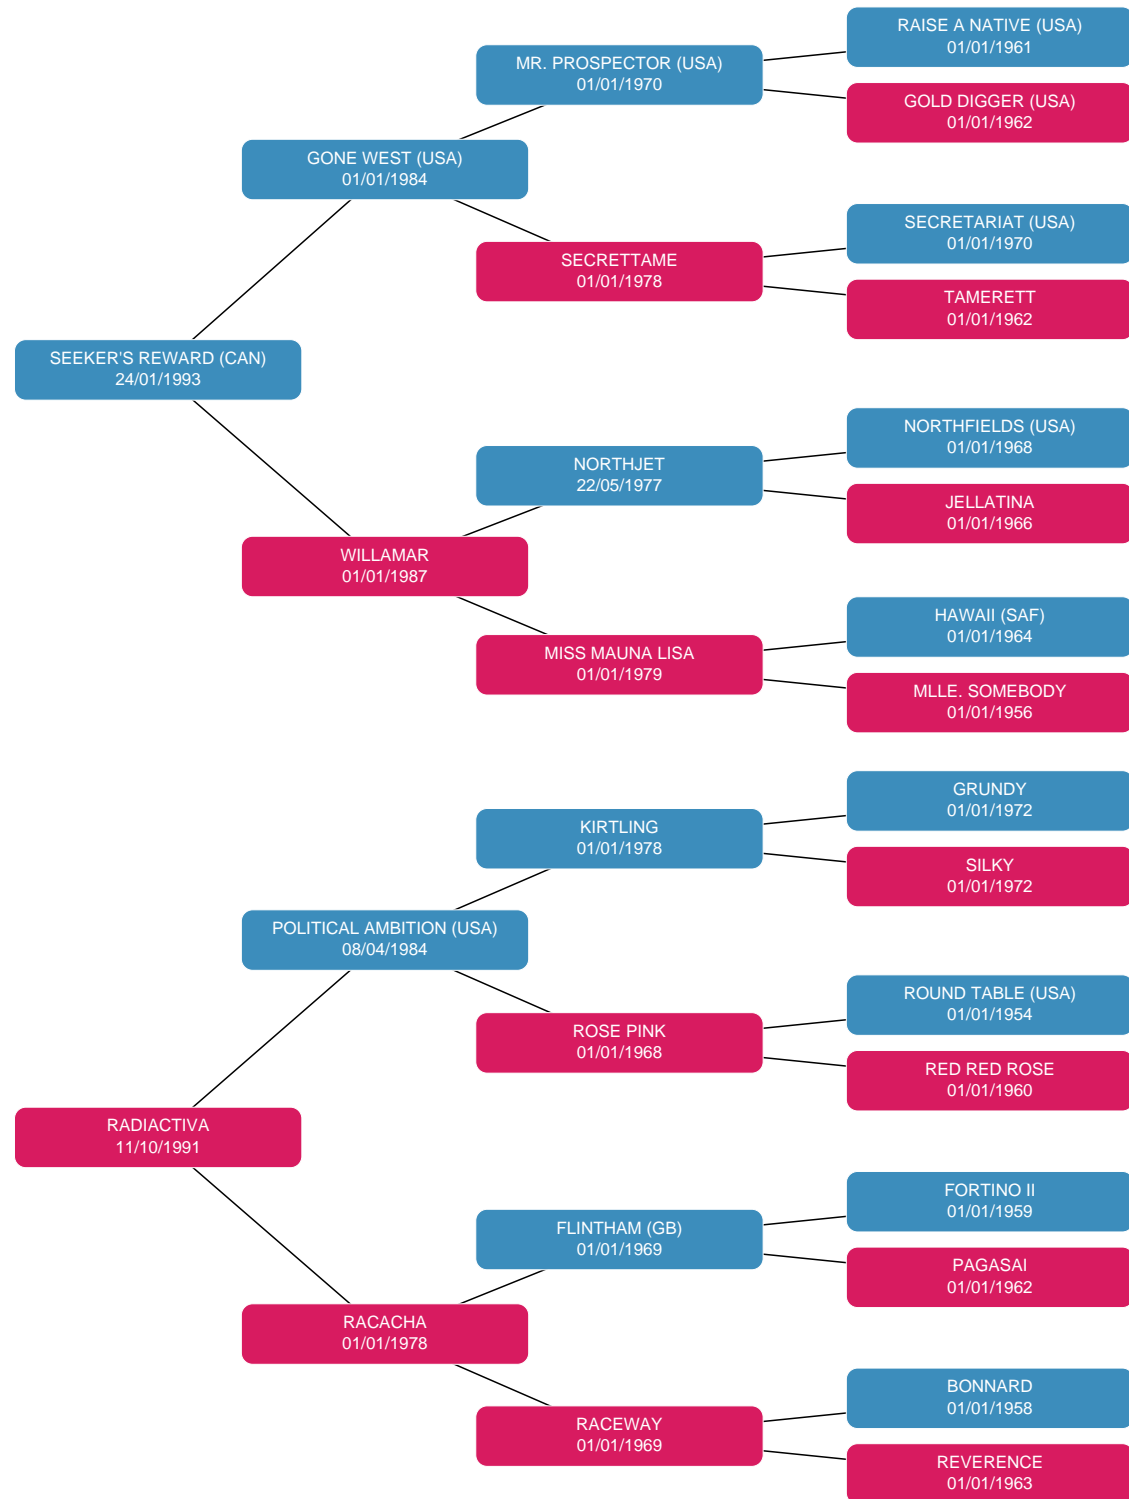 RAISE A NATIVE (USA)
01/01/1961
MR. PROSPECTOR (USA)
01/01/1970
GOLD DIGGER (USA)
01/01/1962
GONE WEST (USA)
01/01/1984
SECRETARIAT (USA)
01/01/1970
SECRETTAME
01/01/1978
TAMERETT
01/01/1962
SEEKER'S REWARD (CAN)
24/01/1993
NORTHFIELDS (USA)
01/01/1968
NORTHJET
22/05/1977
JELLATINA
01/01/1966
WILLAMAR
01/01/1987
HAWAII (SAF)
01/01/1964
MISS MAUNA LISA
01/01/1979
MLLE. SOMEBODY
01/01/1956
GRUNDY
01/01/1972
KIRTLING
01/01/1978
SILKY
01/01/1972
POLITICAL AMBITION (USA)
08/04/1984
ROUND TABLE (USA)
01/01/1954
ROSE PINK
01/01/1968
RED RED ROSE
01/01/1960
RADIACTIVA
11/10/1991
FORTINO II
01/01/1959
FLINTHAM (GB)
01/01/1969
PAGASAI
01/01/1962
RACACHA
01/01/1978
BONNARD
01/01/1958
RACEWAY
01/01/1969
REVERENCE
01/01/1963